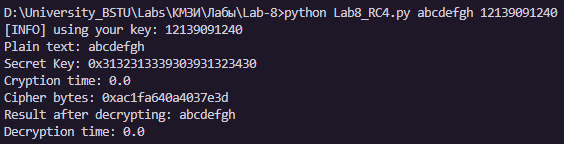 D:\University_BSTU\Labs\КМЗИ\Лабы\Lab-8>python Lab8_RC4.py abcdefgh 12139091240
[INFO] using your key: 12139091240
Plain text: abcdefgh
Secret Key: 0x3132313339303931323430
Cryption time: 0.0
Cipher bytes: 0xac1fa640a4037e3d
Result after decrypting: abcdefgh
Decryption time: 0.0